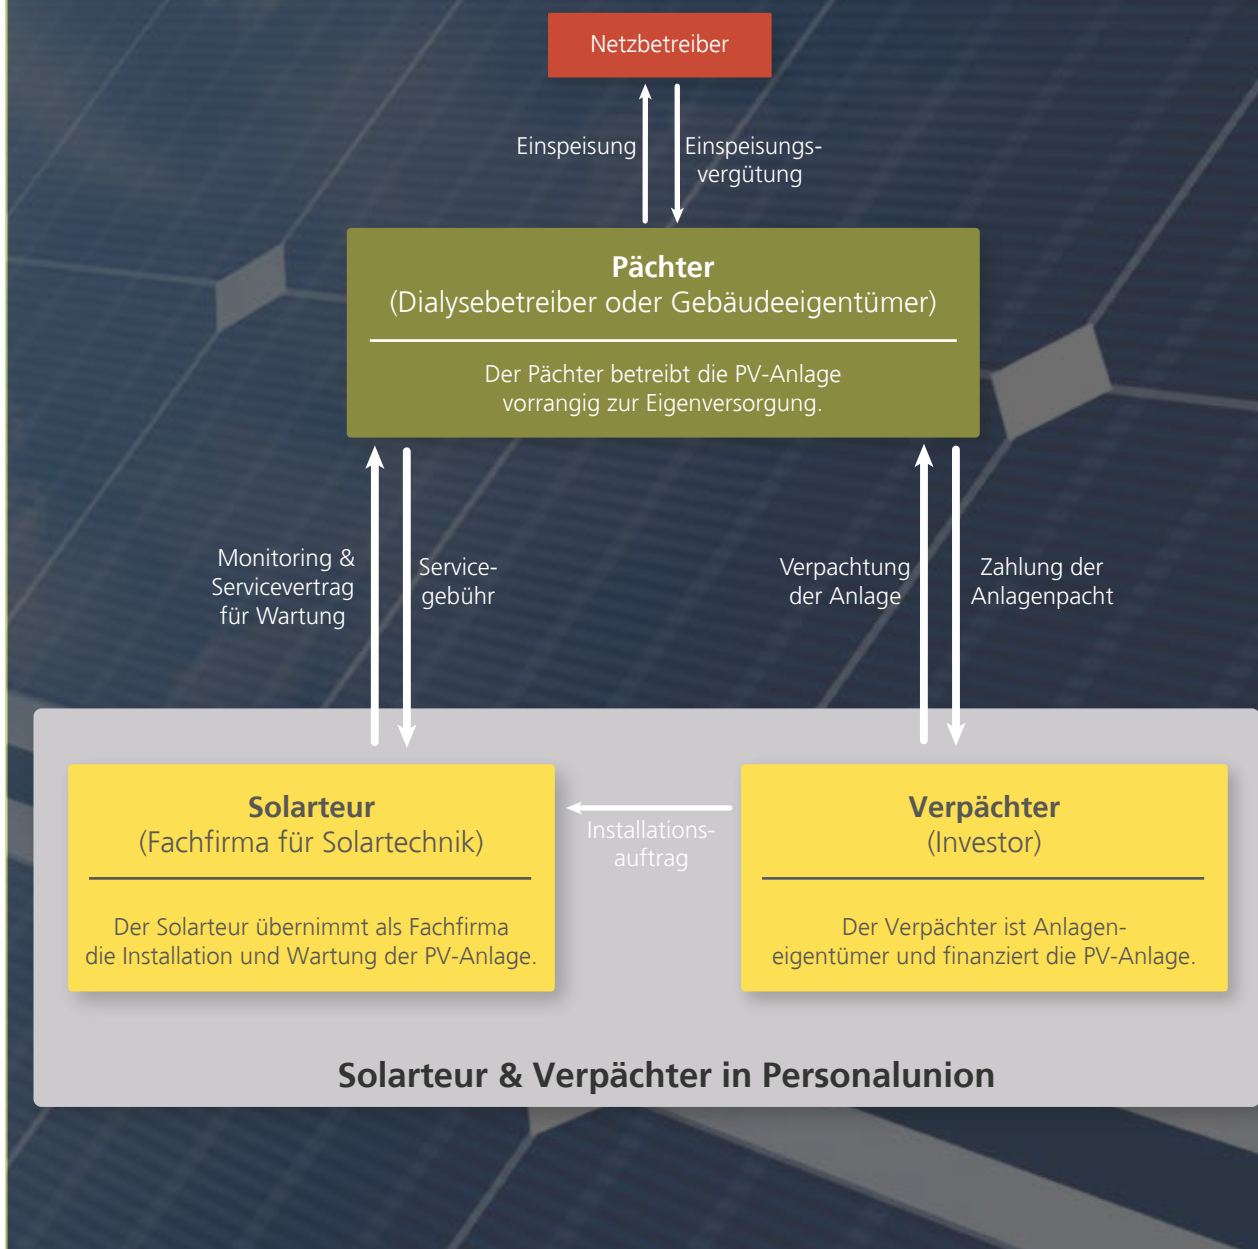 Netzbetreiber
Einspeisung
Einspeisungs-
vergütung
Pächter
(Dialysebetreiber oder Gebäudeeigentümer)
Der Pächter betreibt die PV-Anlage
vorrangig zur Eigenversorgung.
Monitoring &
Servicevertrag
für Wartung
Service-
gebühr
Verpachtung
der Anlage
Zahlung der
Anlagenpacht
Solarteur
(Fachfirma für Solartechnik)
Der Solarteur übernimmt als Fachfirma
die Installation und Wartung der PV-Anlage.
Installations-
auftrag
Verpächter
(Investor)
Der Verpächter ist Anlagen-
eigentümer und finanziert die PV-Anlage.
Solarteur & Verpächter in Personalunion